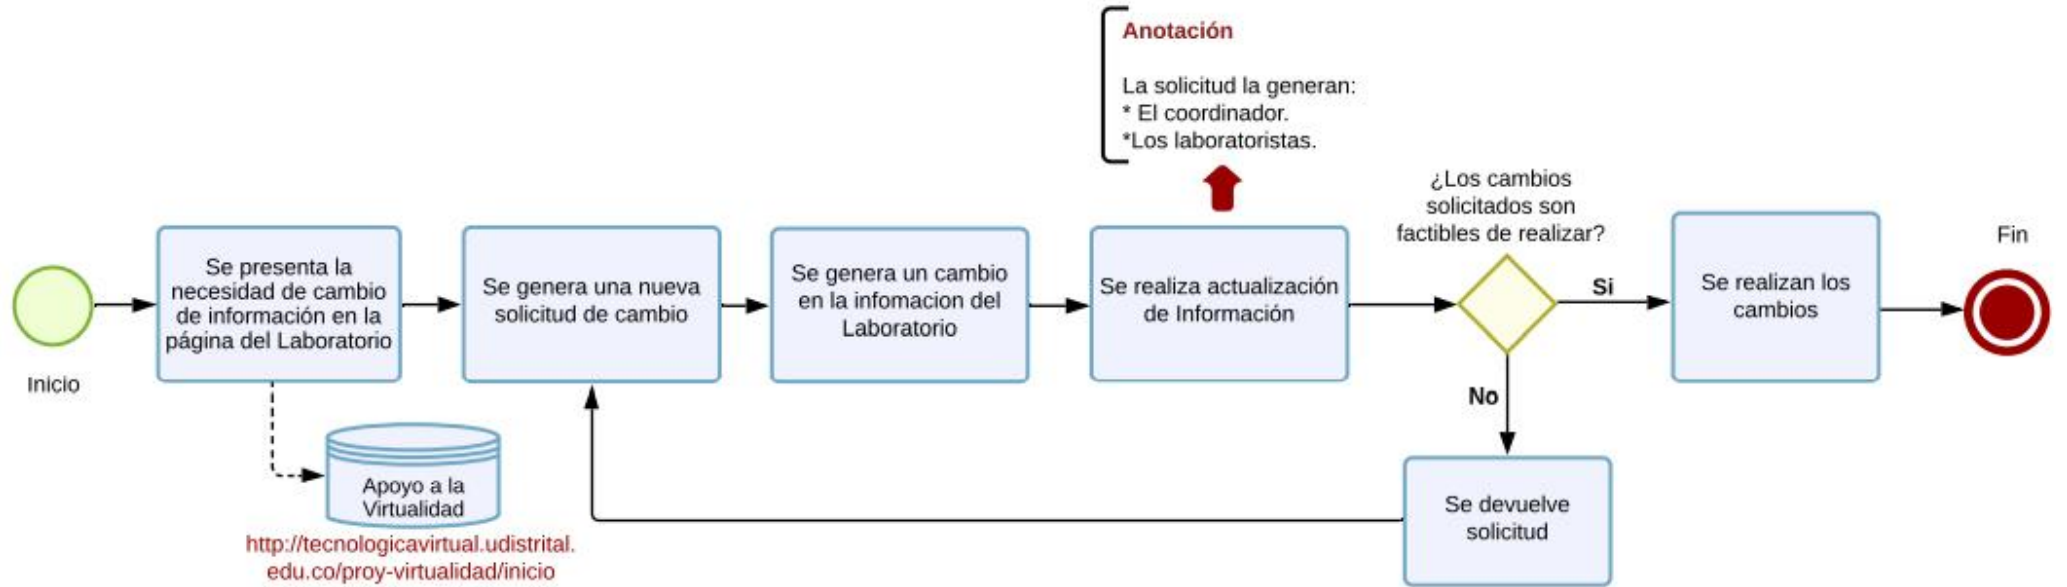 Anotación
La solicitud la generan:
* El coordinador.
*Los laboratoristas.
¿Los cambios
solicitados son
factibles de realizar?
Inicio
Se presenta la
necesidad de cambio
de información en la
página del Laboratorio
Se genera una nueva
solicitud de cambio
Se genera un cambio
en la infomacion del
Laboratorio
Se realiza actualización
de Información
Si
Se realizan los
cambios
Fin
No
Se devuelve
solicitud
Apoyo a la
Virtualidad
http://tecnologicavirtual.udistrital.
edu.co/proy-virtualidad/inicio